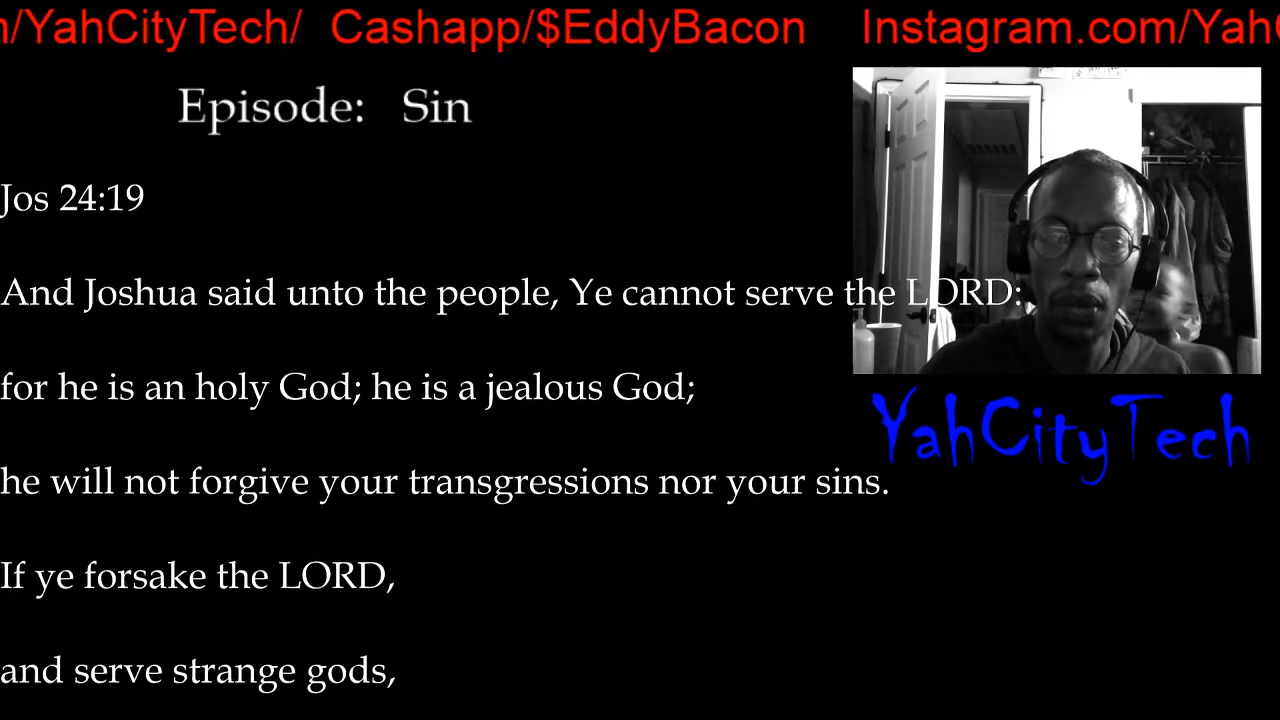 n/YahCityTech/ Cashapp/$EddyBacon Instagram.com/Yah
Episode: Sin
Jos 24:19
And Joshua said unto the people, Ye cannot serve the LORD:
for he is an holy God; he is a jealous God;
he will not forgive your transgressions nor your sins.
YahCityTech
If ye forsake the LORD,
and serve strange gods,